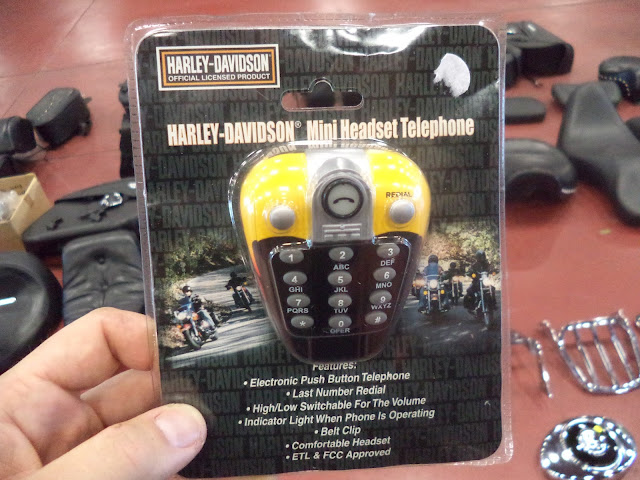 HARLEY-DAVIDSON
OFFICIAL LICENSED PRODUCT
HARLEY-DAVIDSON® Mini Headset Telephone
REDIAL
1 2 3
ABC DEF
4 5 6
GHI JKL MNO
7 8 9
PQRS TUV WXYZ
* 0 #
OPER
Features:
• Electronic Push Button Telephone
• Last Number Redial
• High/Low Switchable For The Volume
• Indicator Light When Phone Is Operating
• Belt Clip
• Comfortable Headset
• ETL & FCC Approved